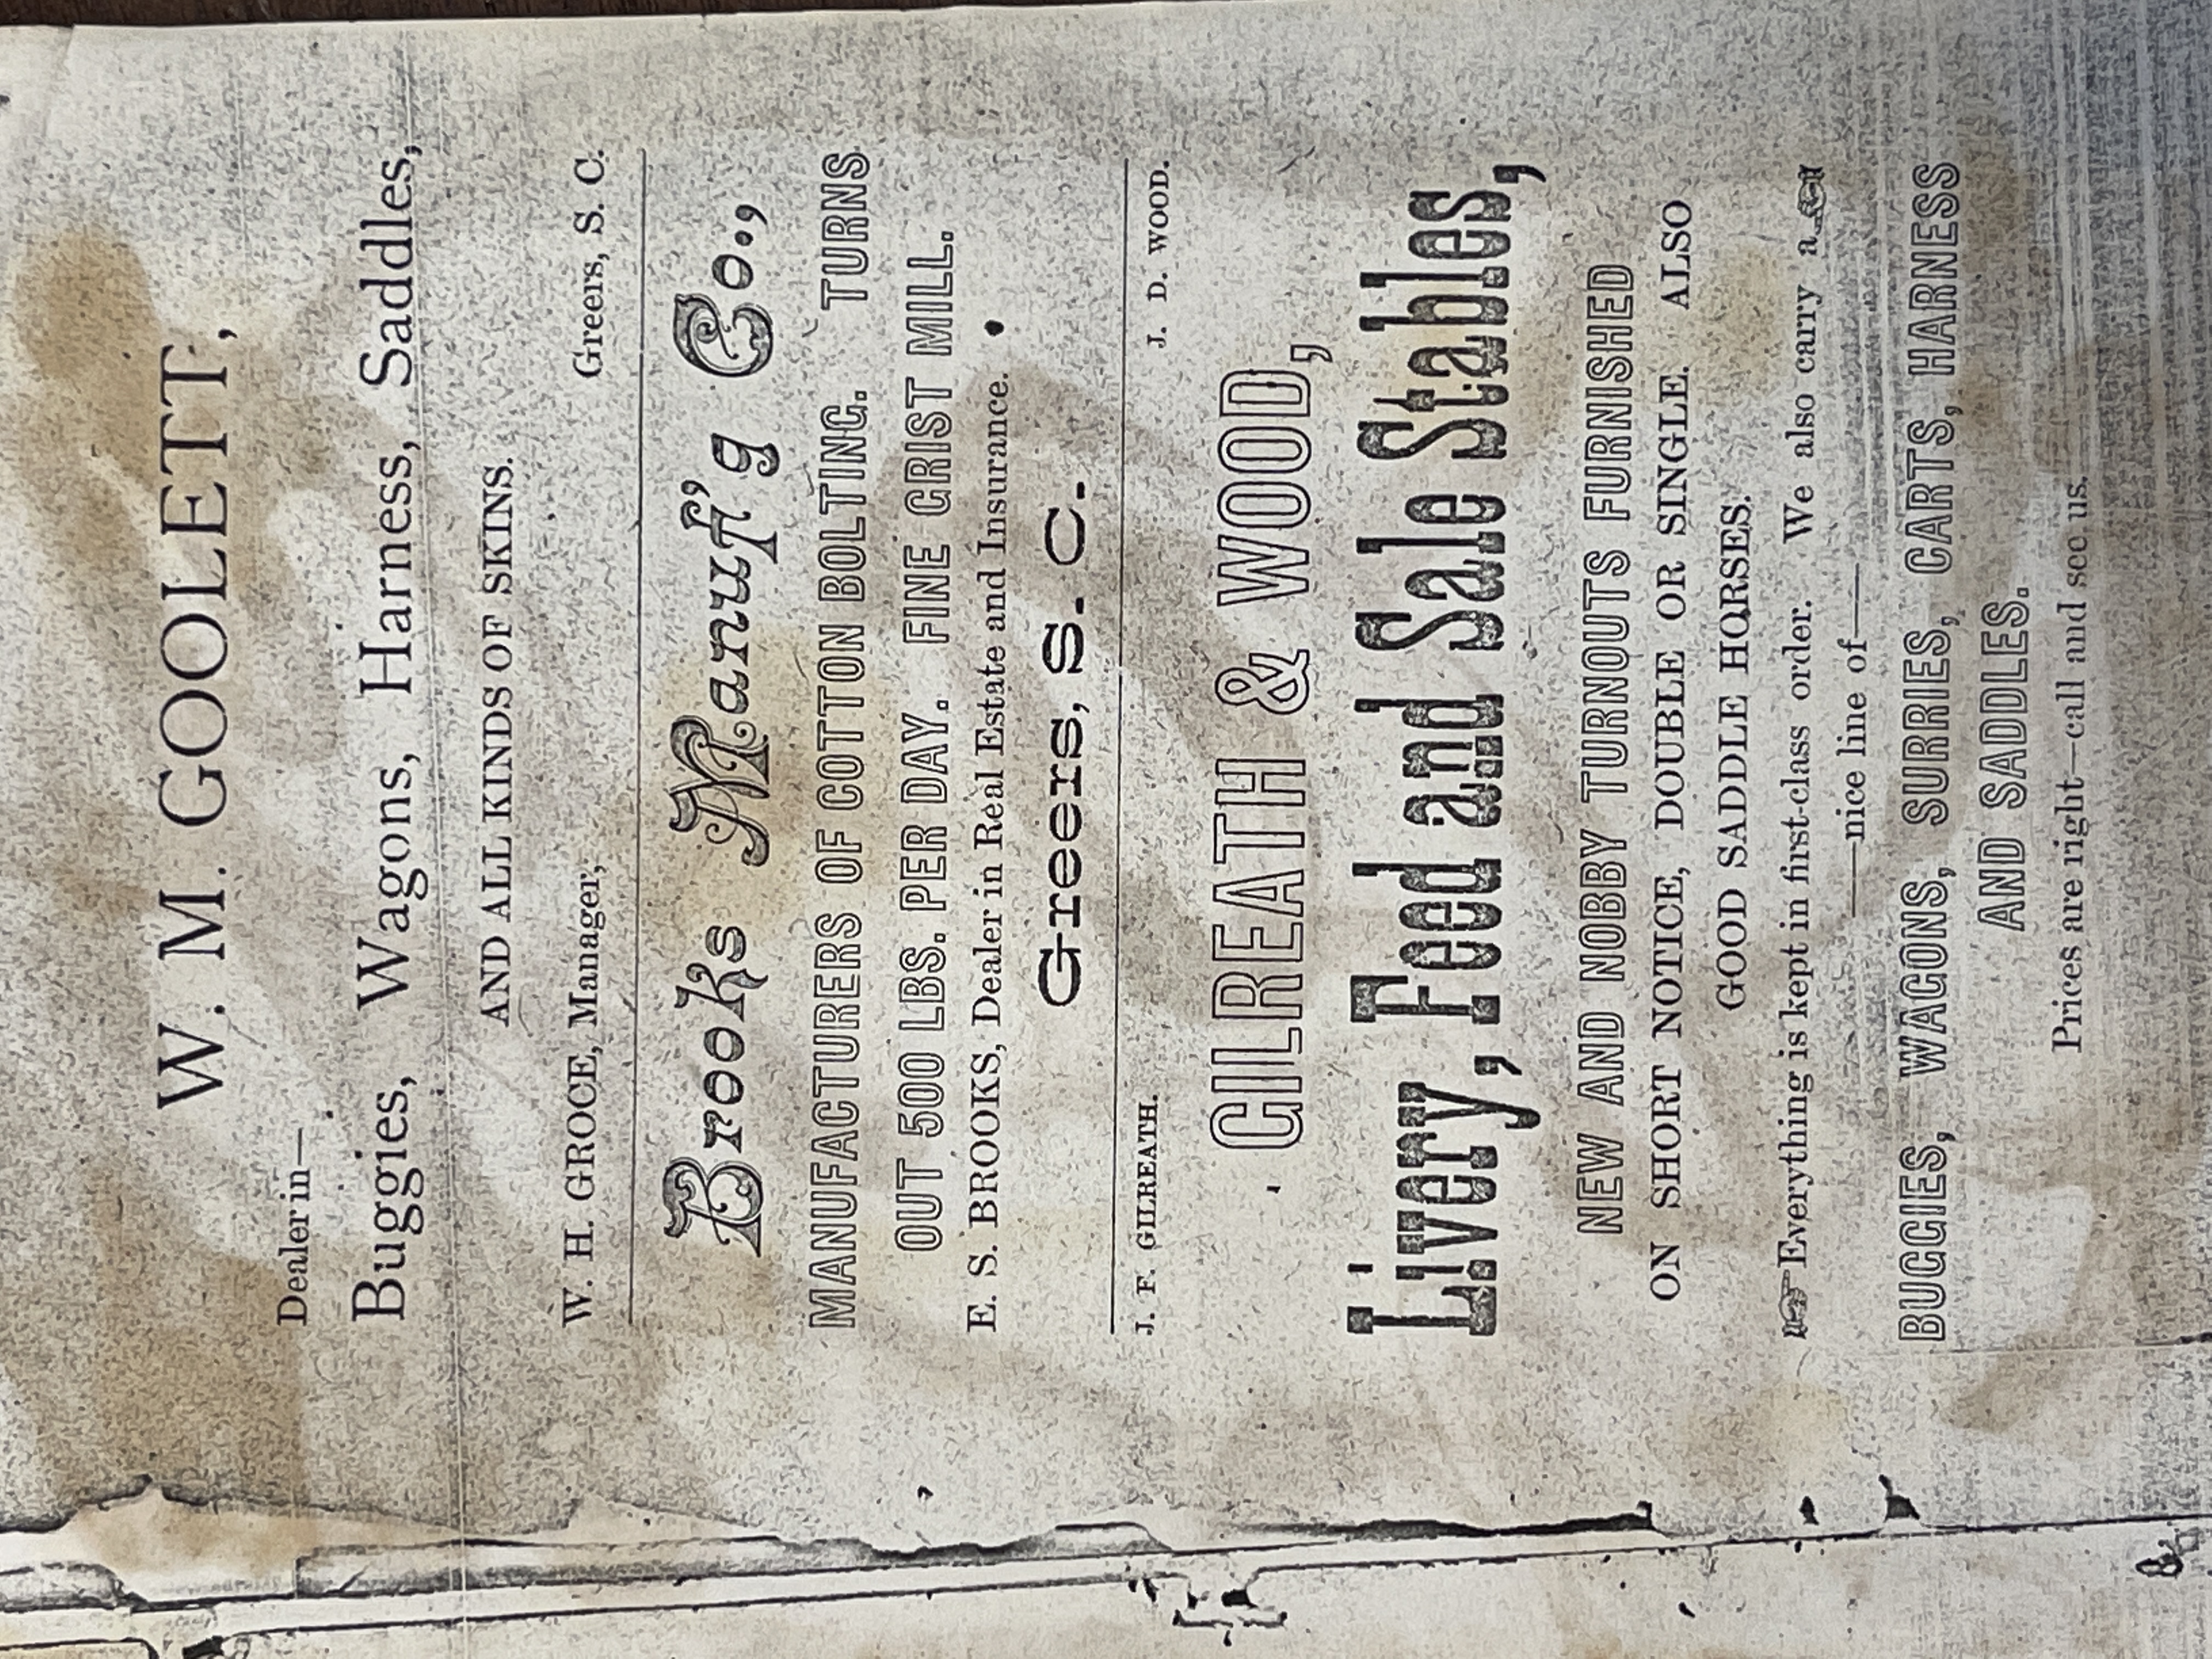 W. M. GOOLETT,
Dealer in—
Buggies, Wagons, Harness, Saddles,
AND ALL KINDS OF SKINS.
W. H. GROCE, Manager, Greers, S. C.
Brooks Manuf'g Co.,
MANUFACTURERS OF COTTON BOLTING. TURNS
OUT 500 LBS. PER DAY. FINE GRIST MILL.
E. S. BROOKS, Dealer in Real Estate and Insurance.
Greers, S. C.
J. F. GILREATH. J. D. WOOD.
GILREATH & WOOD,
Livery, Feed and Sale Stables,
NEW AND NOBBY TURNOUTS FURNISHED
ON SHORT NOTICE, DOUBLE OR SINGLE. ALSO
GOOD SADDLE HORSES.
☞Everything is kept in first-class order. We also carry a☜
—nice line of—
BUGGIES, WAGONS, SURRIES, CARTS, HARNESS
AND SADDLES.
Prices are right—call and see us.